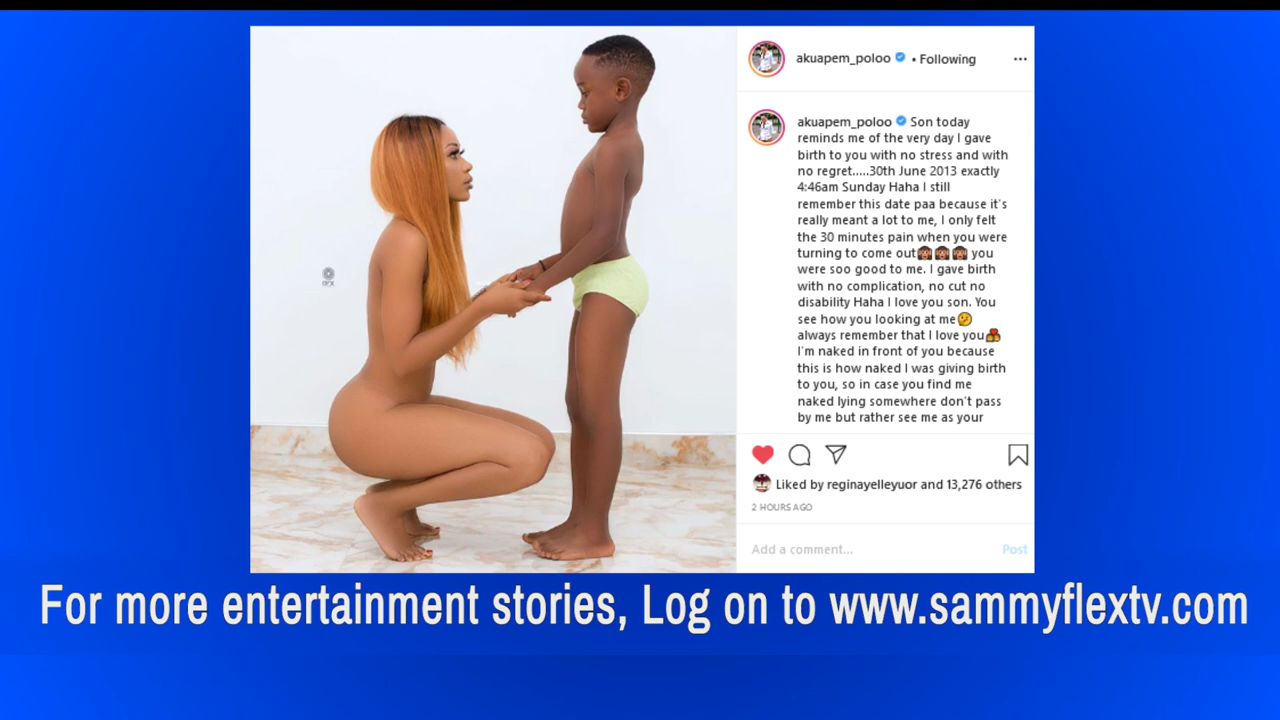 akuapem_poloo • Following
akuapem_poloo Son today
reminds me of the very day I gave
birth to you with no stress and with
no regret.....30th June 2013 exactly
4:46am Sunday Haha I still
remember this date paa because it's
really meant a lot to me, I only felt
the 30 minutes pain when you were
turning to come out🙈🙈🙈 you
were soo good to me. I gave birth
with no complication, no cut no
disability Haha I love you son. You
see how you looking at me🤔
always remember that I love you
I'm naked in front of you because
this is how naked I was giving birth
to you, so in case you find me
naked lying somewhere don't pass
by me but rather see me as your
Liked by reginayelleyuor and 13,276 others
2 HOURS AGO
Add a comment... Post
For more entertainment stories, Log on to www.sammyflextv.com